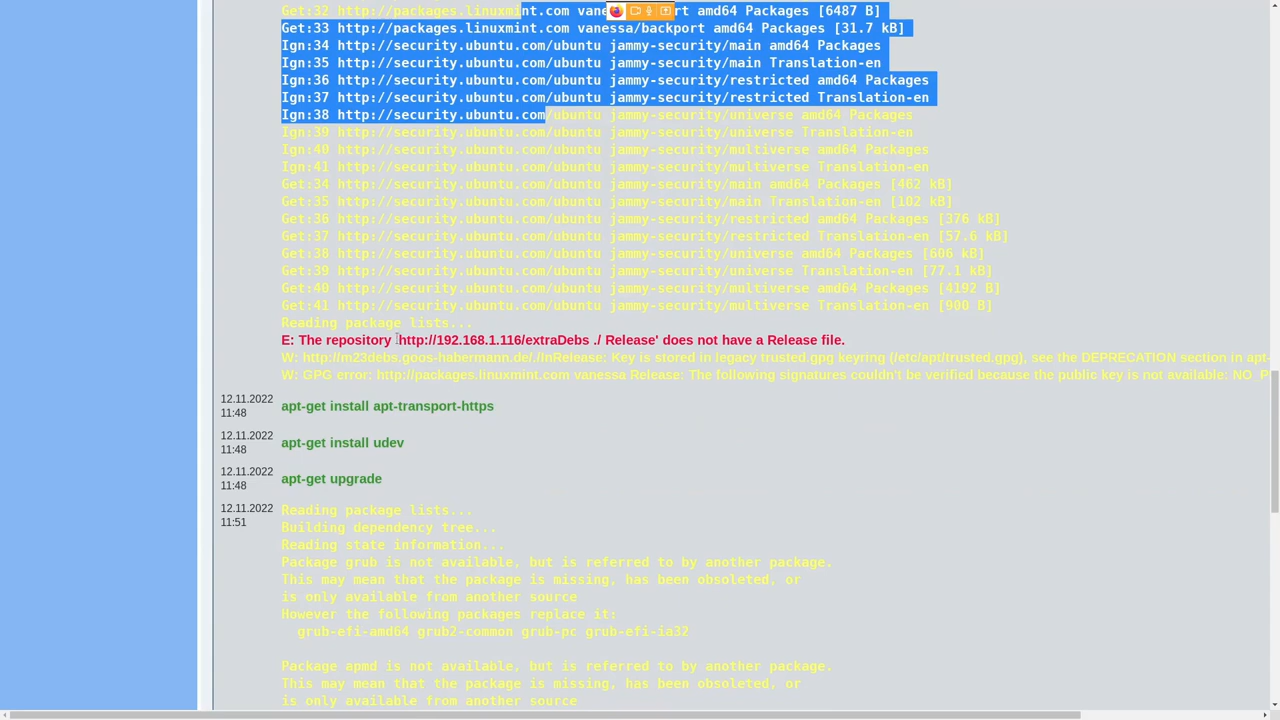 Get:32 http://packages.linuxmint.com vanessa/backport amd64 Packages [6487 B]
Get:33 http://packages.linuxmint.com vanessa/backport amd64 Packages [31.7 kB]
Ign:34 http://security.ubuntu.com/ubuntu jammy-security/main amd64 Packages
Ign:35 http://security.ubuntu.com/ubuntu jammy-security/main Translation-en
Ign:36 http://security.ubuntu.com/ubuntu jammy-security/restricted amd64 Packages
Ign:37 http://security.ubuntu.com/ubuntu jammy-security/restricted Translation-en
Ign:38 http://security.ubuntu.com/ubuntu jammy-security/universe amd64 Packages
Ign:39 http://security.ubuntu.com/ubuntu jammy-security/universe Translation-en
Ign:40 http://security.ubuntu.com/ubuntu jammy-security/multiverse amd64 Packages
Ign:41 http://security.ubuntu.com/ubuntu jammy-security/multiverse Translation-en
Get:34 http://security.ubuntu.com/ubuntu jammy-security/main amd64 Packages [462 kB]
Get:35 http://security.ubuntu.com/ubuntu jammy-security/main Translation-en [102 kB]
Get:36 http://security.ubuntu.com/ubuntu jammy-security/restricted amd64 Packages [376 kB]
Get:37 http://security.ubuntu.com/ubuntu jammy-security/restricted Translation-en [57.6 kB]
Get:38 http://security.ubuntu.com/ubuntu jammy-security/universe amd64 Packages [606 kB]
Get:39 http://security.ubuntu.com/ubuntu jammy-security/universe Translation-en [77.1 kB]
Get:40 http://security.ubuntu.com/ubuntu jammy-security/multiverse amd64 Packages [4192 B]
Get:41 http://security.ubuntu.com/ubuntu jammy-security/multiverse Translation-en [900 B]
Reading package lists...
E: The repository 'http://192.168.1.116/extraDebs ./ Release' does not have a Release file.
W: http://m23debs.goos-habermann.de/./InRelease: Key is stored in legacy trusted.gpg keyring (/etc/apt/trusted.gpg), see the DEPRECATION section in apt-
W: GPG error: http://packages.linuxmint.com vanessa Release: The following signatures couldn't be verified because the public key is not available: NO_P
12.11.2022
11:48
apt-get install apt-transport-https
12.11.2022
11:48
apt-get install udev
12.11.2022
11:48
apt-get upgrade
12.11.2022
11:51
Reading package lists...
Building dependency tree...
Reading state information...
Package grub is not available, but is referred to by another package.
This may mean that the package is missing, has been obsoleted, or
is only available from another source
However the following packages replace it:
grub-efi-amd64 grub2-common grub-pc grub-efi-ia32
Package apmd is not available, but is referred to by another package.
This may mean that the package is missing, has been obsoleted, or
is only available from another source